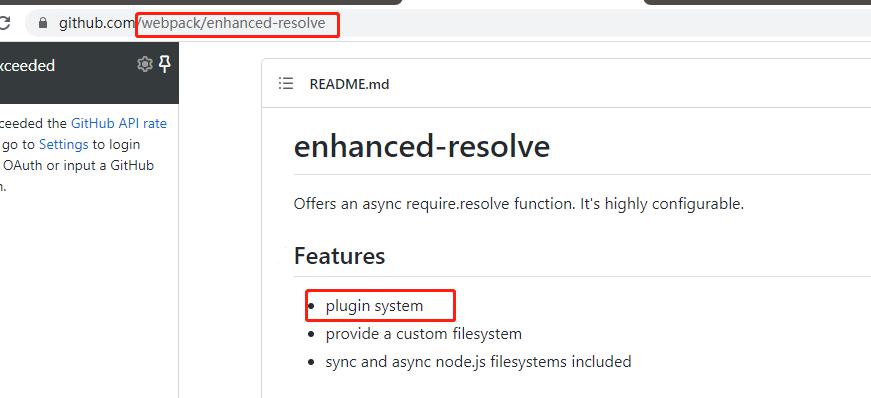 github.com/webpack/enhanced-resolve
xceeded
ceeded the GitHub API rate
go to Settings to login
OAuth or input a GitHub
n.
README.md
enhanced-resolve
Offers an async require.resolve function. It's highly configurable.
Features
• plugin system
• provide a custom filesystem
• sync and async node.js filesystems included